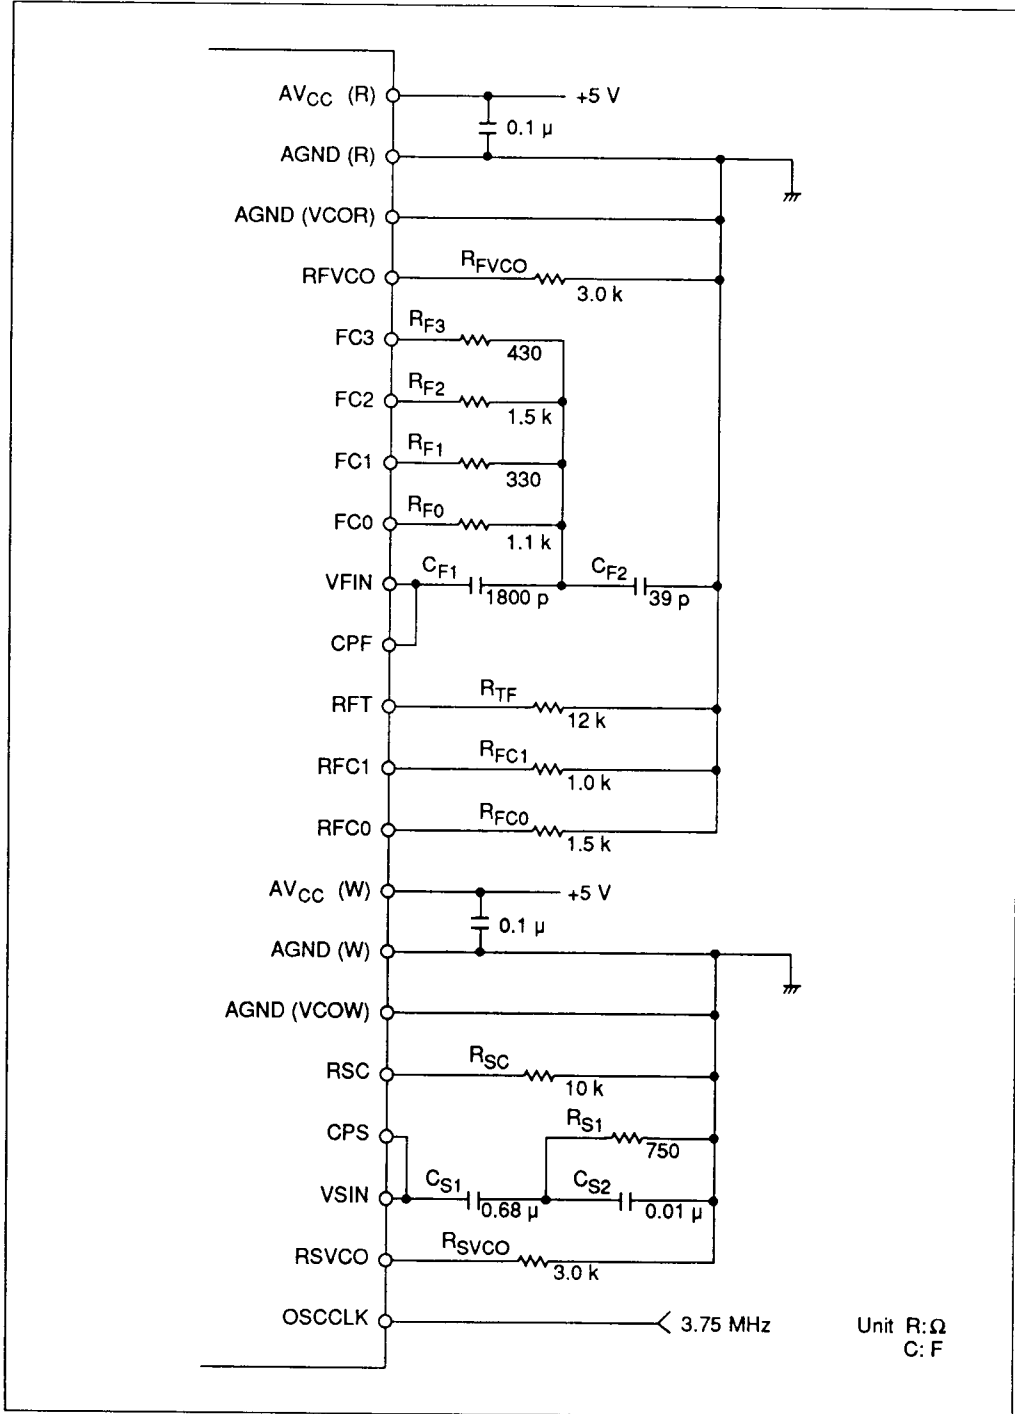 AVCC (R) +5 V
0.1 µ
AGND (R)
AGND (VCOR)
RFVCO RFVCO 3.0 k
FC3 RF3 430
FC2 RF2 1.5 k
FC1 RF1 330
FC0 RF0 1.1 k
VFIN CF1 1800 p CF2 39 p
CPF
RFT RTF 12 k
RFC1 RFC1 1.0 k
RFC0 RFC0 1.5 k
AVCC (W) +5 V
0.1 µ
AGND (W)
AGND (VCOW)
RSC RSC 10 k
CPS RS1 750
VSIN CS1 0.68 µ CS2 0.01 µ
RSVCO RSVCO 3.0 k
OSCCLK 3.75 MHz
Unit R:Ω
C: F